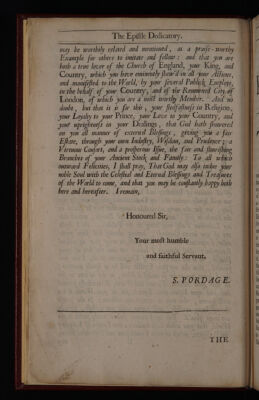 The Epistle Dedicatory.
may be worthily related and mentioned, as a praise-worthy
Example for others to imitate and follow: and that you are
both a true lover of the Church of England, your King, and
Country, which you have eminently shew'd in all your Actions,
and manifested to the World, by your several Publick Employs,
in the behalf of your Country, and of the Renowned City of
London, of which you are a most worthy Member. And no
doubt, but that it is for this, your stedfastness in Religion,
your Loyalty to your Prince, your Love to your Country, and
your uprightness in your Dealings, that God hath showred
on you all manner of external Blessings, giving you a fair
Estate, through your own Industry, Wisdom, and Prudence; a
Vertuous Consort, and a prosperous Issue, the fair and flourishing
Branches of your Ancient Stock and Family: To all which
outward Felicities, I shall pray, That God may also imbue your
noble Soul with the Celestial and Eternal Blessings and Treasures
of the World to come, and that you may be constantly happy both
here and hereafter. I remain,
Honoured Sir,
Your most humble
and faithful Servant,
S. PORDAGE.
THE